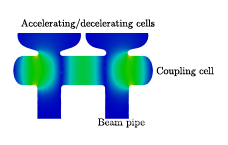 Accelerating/decelerating cells
Coupling cell
Beam pipe